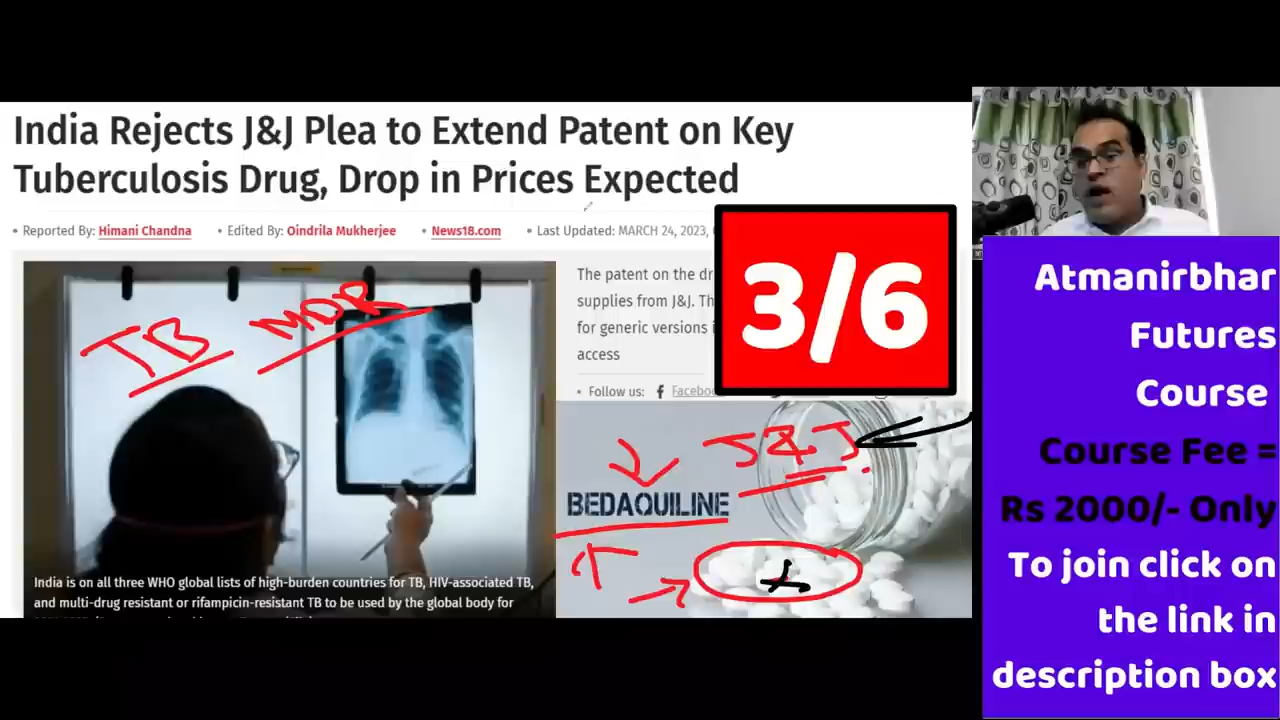 India Rejects J&J Plea to Extend Patent on Key
Tuberculosis Drug, Drop in Prices Expected
• Reported By: Himani Chandna • Edited By: Oindrila Mukherjee • News18.com • Last Updated: MARCH 24, 2023,
The patent on the
supplies from J&J.
for generic versions
access
• Follow us: f
3/6
TB MDR
J&J
BEDAQUILINE
India is on all three WHO global lists of high-burden countries for TB, HIV-associated TB,
and multi-drug resistant or rifampicin-resistant TB to be used by the global body for
Atmanirbhar
Futures
Course
Course Fee =
Rs 2000/- Only
To join click on
the link in
description box